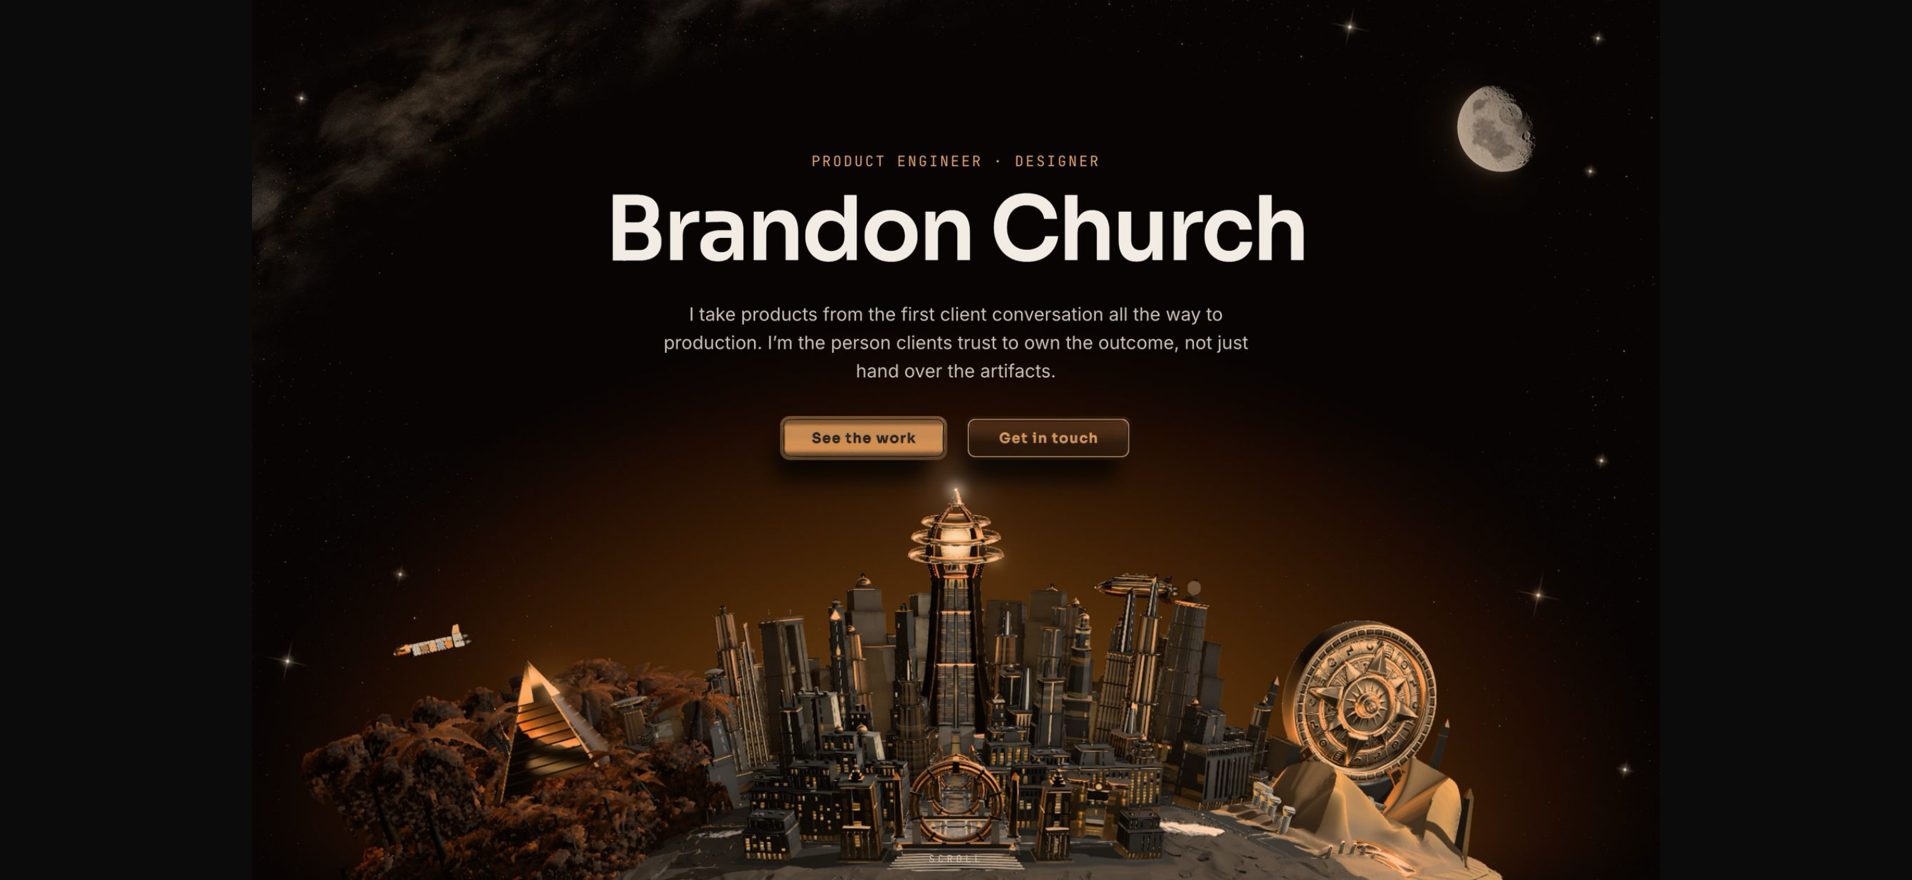 PRODUCT ENGINEER · DESIGNER
Brandon Church
I take products from the first client conversation all the way to
production. I’m the person clients trust to own the outcome, not just
hand over the artifacts.
See the work
Get in touch
SCROLL